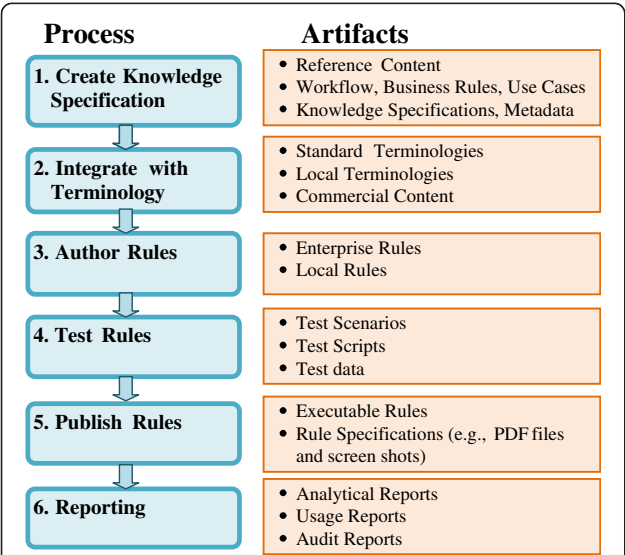 Process
Artifacts
1. Create Knowledge
Specification
• Reference Content
• Workflow, Business Rules, Use Cases
• Knowledge Specifications, Metadata
2. Integrate with
Terminology
• Standard Terminologies
• Local Terminologies
• Commercial Content
3. Author Rules
• Enterprise Rules
• Local Rules
4. Test Rules
• Test Scenarios
• Test Scripts
• Test data
5. Publish Rules
• Executable Rules
• Rule Specifications (e.g., PDF files
and screen shots)
6. Reporting
• Analytical Reports
• Usage Reports
• Audit Reports